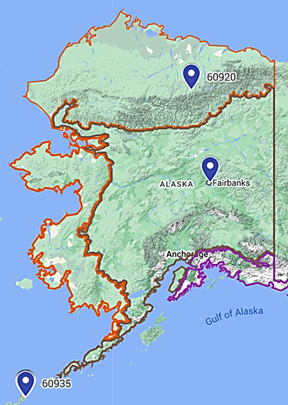 60920
ALASKA
Fairbanks
Anchorage
Gulf of Alaska
60935